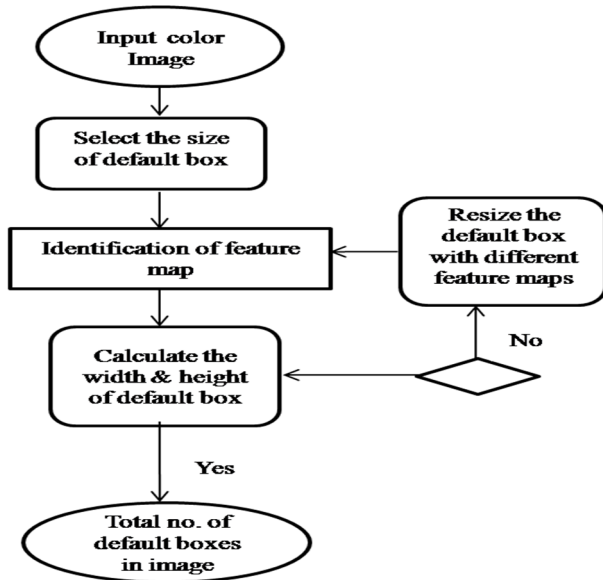 Input color
Image
Select the size
of default box
Identification of feature
map
Resize the
default box
with different
feature maps
No
Calculate the
width & height
of default box
Yes
Total no. of
default boxes
in image